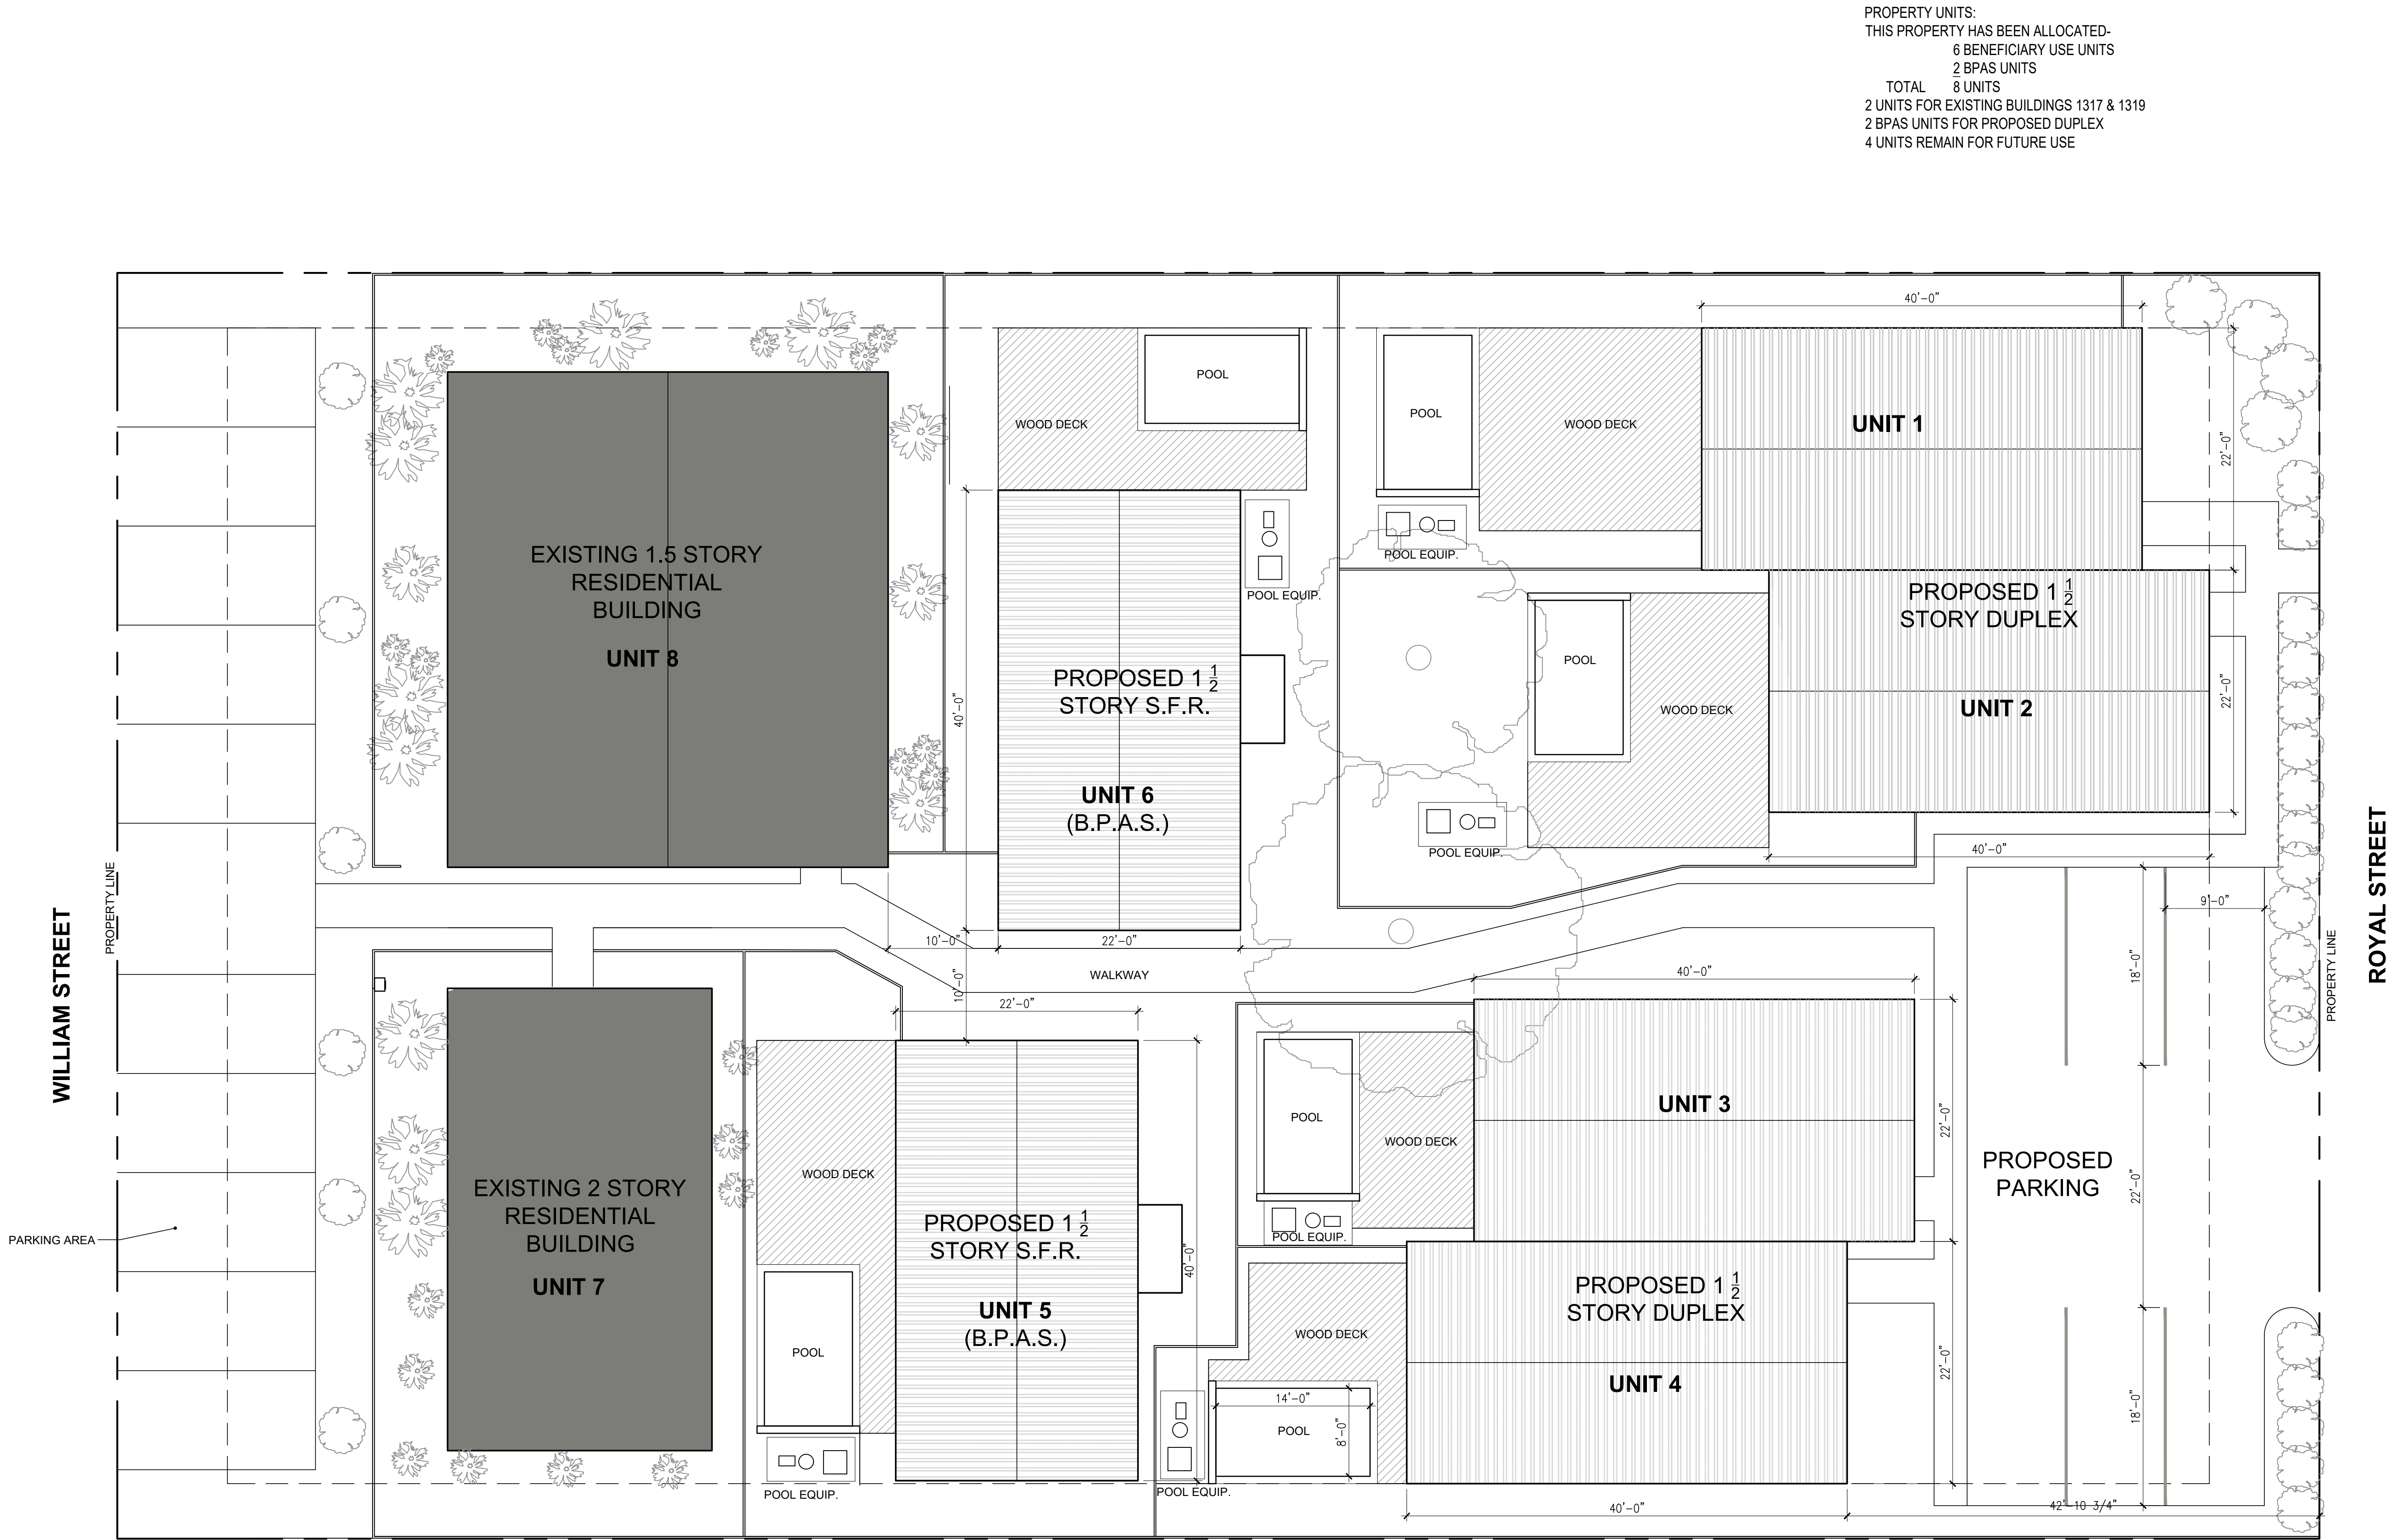 PROPERTY UNITS:
THIS PROPERTY HAS BEEN ALLOCATED-
6 BENEFICIARY USE UNITS
2 BPAS UNITS
TOTAL 8 UNITS
2 UNITS FOR EXISTING BUILDINGS 1317 & 1319
2 BPAS UNITS FOR PROPOSED DUPLEX
4 UNITS REMAIN FOR FUTURE USE
40'-0"
POOL
WOOD DECK
POOL
WOOD DECK
UNIT 1
22'-0"
EXISTING 1.5 STORY
RESIDENTIAL
BUILDING
UNIT 8
POOL EQUIP.
POOL EQUIP.
PROPOSED 1 1/2
STORY DUPLEX
40'-0"
PROPOSED 1 1/2
STORY S.F.R.
UNIT 6
(B.P.A.S.)
POOL
WOOD DECK
UNIT 2
22'-0"
POOL EQUIP.
40'-0"
WILLIAM STREET
PROPERTY LINE
ROYAL STREET
PROPERTY LINE
9'-0"
18'-0"
10'-0"
22'-0"
WALKWAY
10'-0"
22'-0"
40'-0"
UNIT 3
22'-0"
POOL
WOOD DECK
POOL EQUIP.
PROPOSED
PARKING
22'-0"
PARKING AREA
EXISTING 2 STORY
RESIDENTIAL
BUILDING
UNIT 7
WOOD DECK
POOL
POOL EQUIP.
PROPOSED 1 1/2
STORY S.F.R.
UNIT 5
(B.P.A.S.)
40'-0"
PROPOSED 1 1/2
STORY DUPLEX
UNIT 4
22'-0"
WOOD DECK
14'-0"
POOL
8'-0"
POOL EQUIP.
18'-0"
40'-0"
42'-10 3/4"